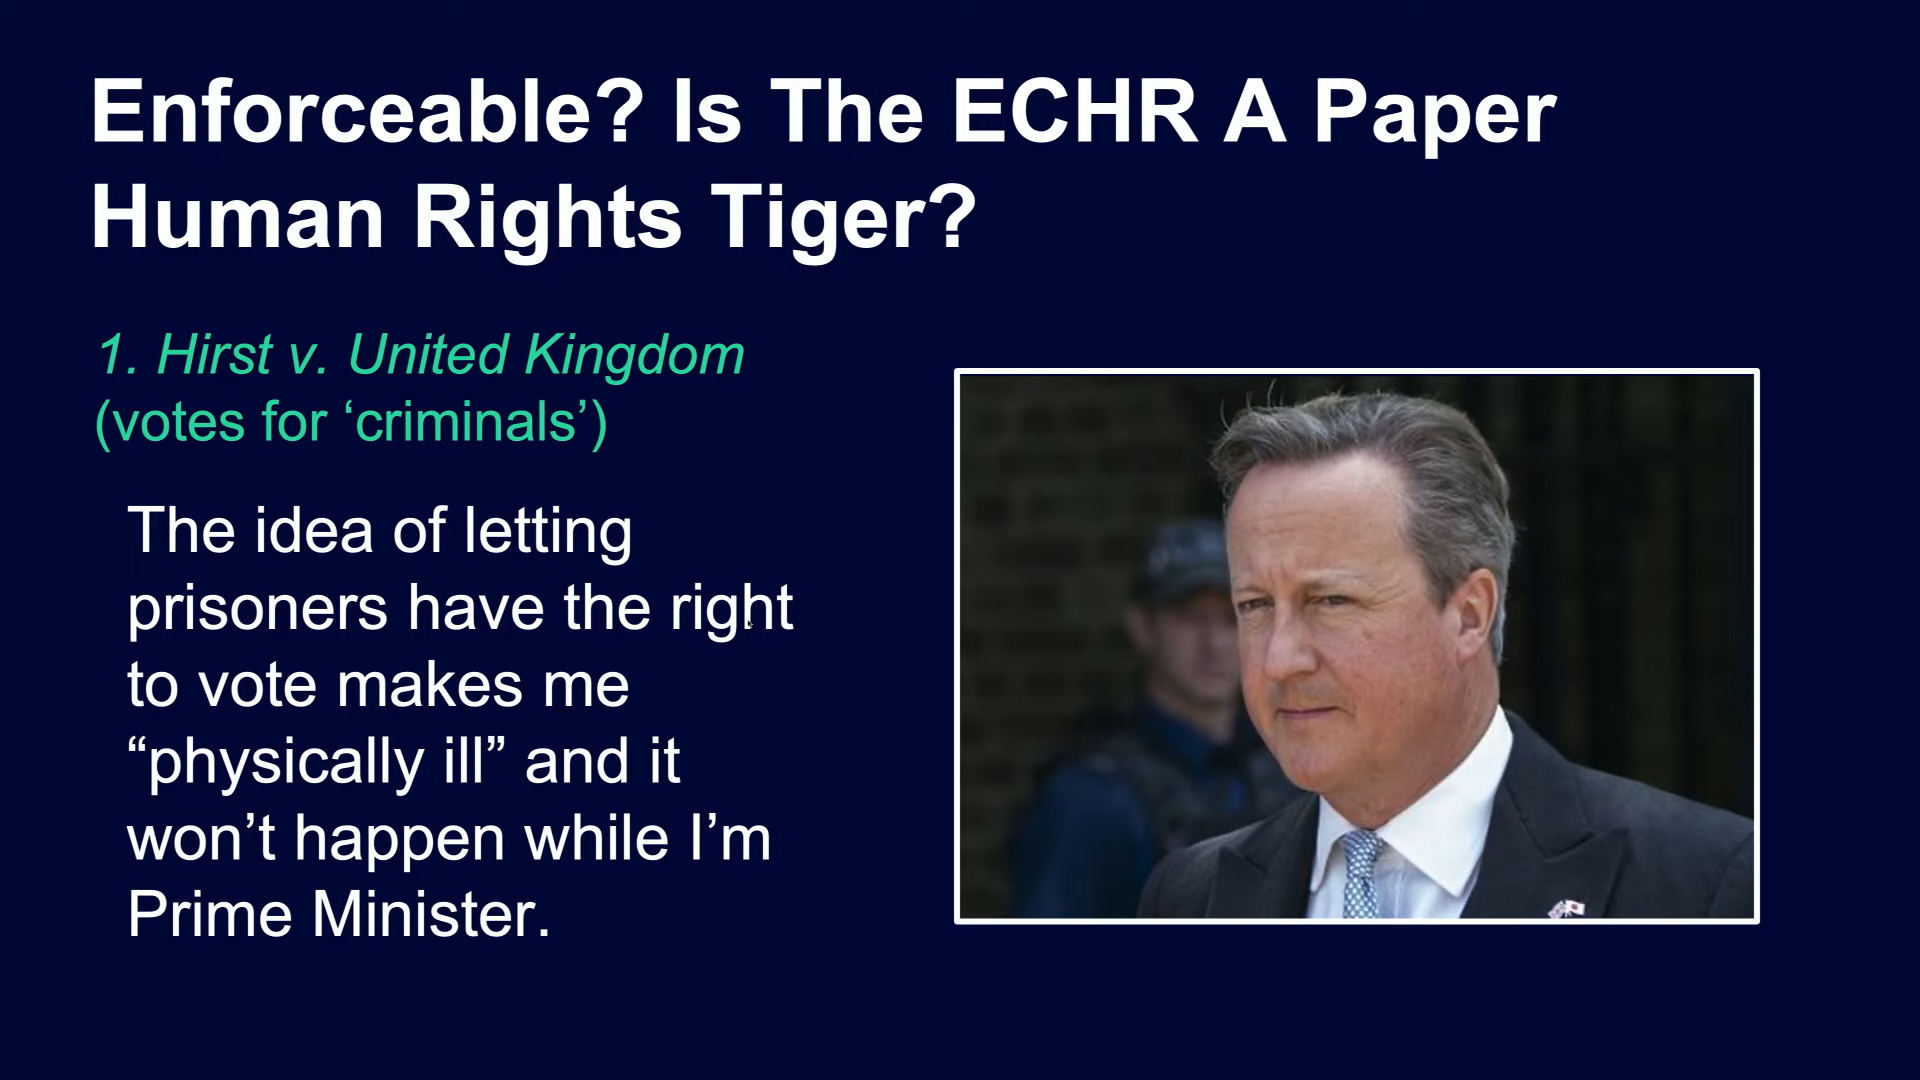 Enforceable? Is The ECHR A Paper
Human Rights Tiger?
1. Hirst v. United Kingdom
(votes for ‘criminals’)
The idea of letting
prisoners have the right
to vote makes me
“physically ill” and it
won’t happen while I’m
Prime Minister.